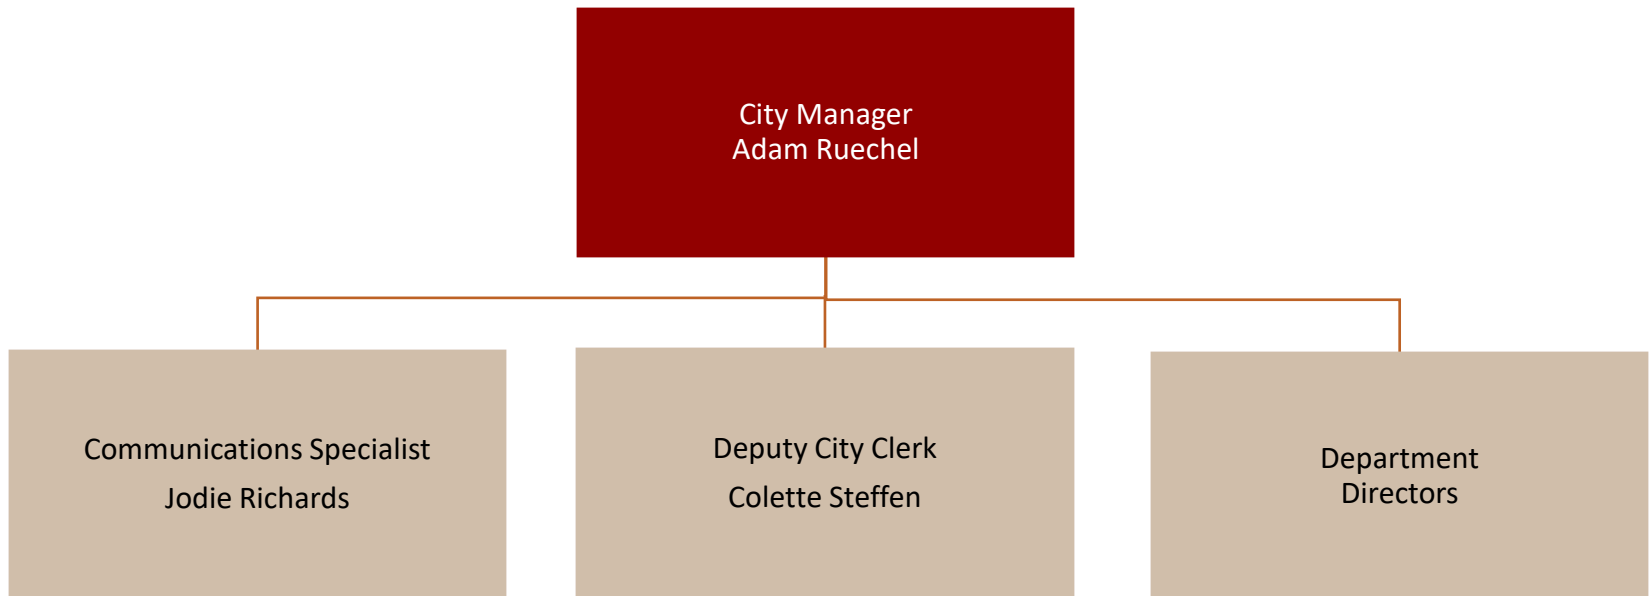 City Manager
Adam Ruechel
Communications Specialist
Jodie Richards
Deputy City Clerk
Colette Steffen
Department
Directors